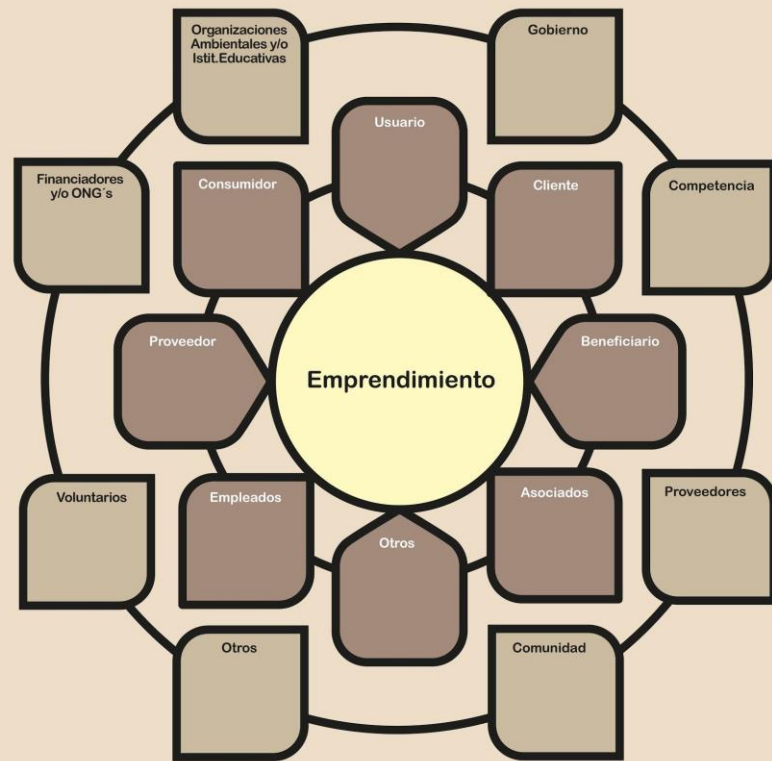 Organizaciones
Ambientales y/o
Istit.Educativas
Gobierno
Usuario
Financiadores
y/o ONG´s
Consumidor
Cliente
Competencia
Proveedor
Emprendimiento
Beneficiario
Voluntarios
Empleados
Asociados
Proveedores
Otros
Otros
Comunidad